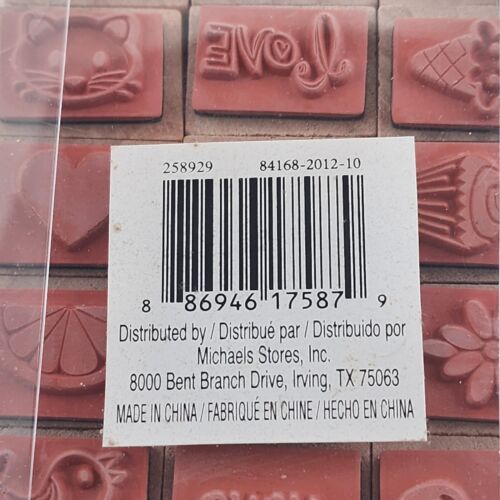 LOVE
258929 84168-2012-10
8 86946 17587 9
Distributed by / Distribué par / Distribuido por
Michaels Stores, Inc.
8000 Bent Branch Drive, Irving, TX 75063
MADE IN CHINA / FABRIQUÉ EN CHINE / HECHO EN CHINA